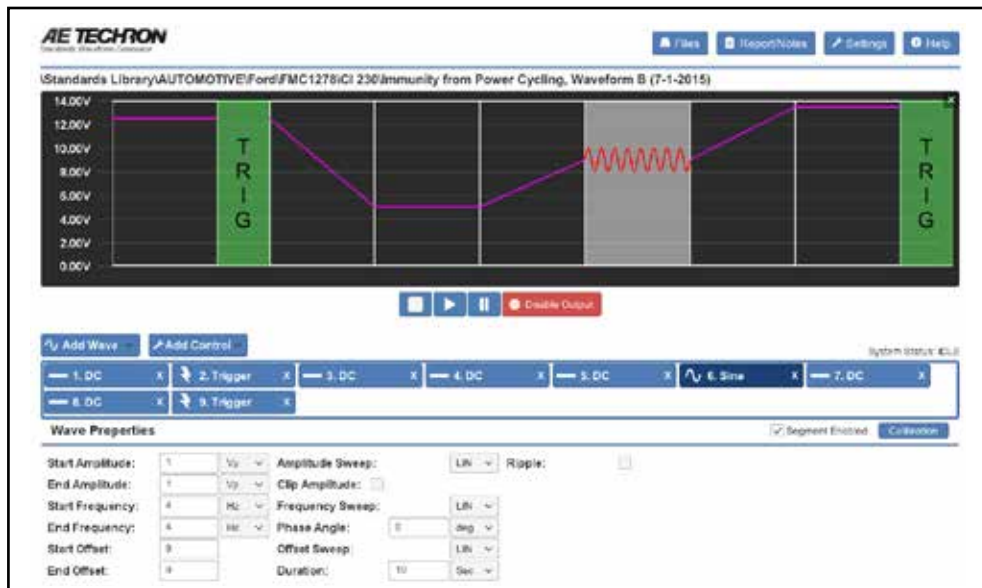 AE TECHRON
Standards Waveform Generator
Files Report/Notes Settings Help
\Standards Library\AUTOMOTIVE\Ford\FMC1278\CI 230\Immunity from Power Cycling, Waveform B (7-1-2015)
14.00V
12.00V
10.00V
8.00V
6.00V
4.00V
2.00V
0.00V
TRIG
TRIG
Disable Output
Add Wave Add Control
System Status: IDLE
1. DC X 2. Trigger X 3. DC X 4. DC X 5. DC X 6. Sine X 7. DC X
8. DC X 9. Trigger X
Wave Properties Segment Enabled Calibration
Start Amplitude: 1 Vp Amplitude Sweep: LIN Ripple:
End Amplitude: 1 Vp Clip Amplitude:
Start Frequency: 4 Hz Frequency Sweep: LIN
End Frequency: 4 Hz Phase Angle: 0 deg
Start Offset: 9 Offset Sweep: LIN
End Offset: 9 Duration: 10 Sec